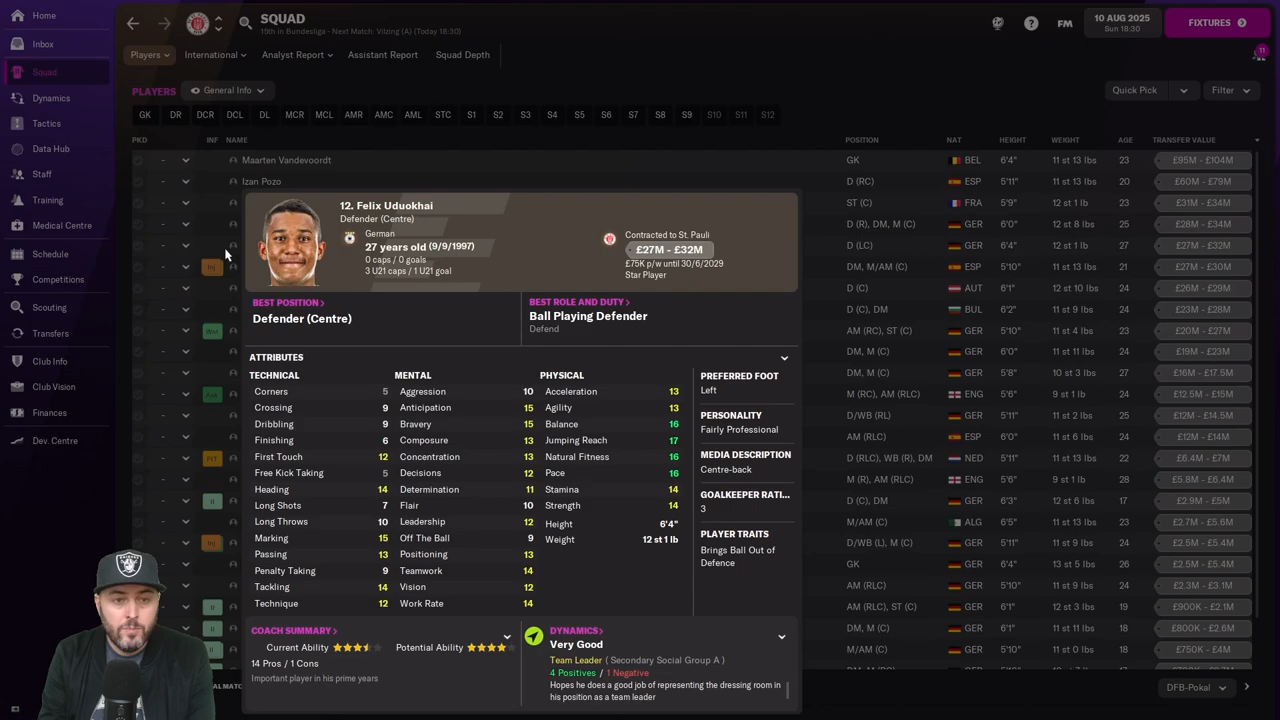 Home
SQUAD
15th in Bundesliga - Next Match: Vilzing (A) (Today 18:30)
FM
10 AUG 2025
Sun 18:30
FIXTURES
Inbox
Squad
Dynamics
Tactics
Data Hub
Staff
Training
Medical Centre
Schedule
Competitions
Scouting
Transfers
Club Info
Club Vision
Finances
Dev. Centre
Players
International
Analyst Report
Assistant Report
Squad Depth
11
PLAYERS
General Info
Quick Pick
Filter
GK DR DCR DCL DL MCR MCL AMR AMC AML STC S1 S2 S3 S4 S5 S6 S7 S8 S9 S10 S11 S12
PKD INF NAME POSITION NAT HEIGHT WEIGHT AGE TRANSFER VALUE
- Maarten Vandevoordt GK BEL 6'4" 11 st 13 lbs 23 £95M - £104M
- Izan Pozo D (RC) ESP 5'11" 11 st 13 lbs 20 £60M - £79M
- ST (C) FRA 5'9" 11 st 9 lbs 23 £31M - £34M
- D (R), DM, M (C) GER 6'0" 12 st 8 lbs 25 £28M - £34M
- D (LC) GER 6'4" 12 st 1 lb 27 £27M - £32M
- Inj DM, M/AM (C) ESP 5'10" 11 st 13 lbs 21 £27M - £30M
- D (C) AUT 6'1" 12 st 10 lbs 24 £26M - £29M
- D (C), DM BUL 6'2" 11 st 9 lbs 24 £23M - £28M
- Wnt AM (RC), ST (C) GER 5'10" 11 st 4 lbs 23 £20M - £27M
- DM, M (C) GER 6'0" 11 st 11 lbs 24 £19M - £23M
- DM, M (C) GER 5'8" 10 st 3 lbs 27 £16M - £17.5M
- M (RC), AM (RLC) ENG 5'6" 9 st 1 lb 24 £12.5M - £15M
- D/WB (RL) GER 5'11" 11 st 2 lbs 25 £12M - £14.5M
- AM (RLC) ESP 6'0" 11 st 6 lbs 24 £12M - £14M
- D (RLC), WB (R), DM NED 5'11" 11 st 13 lbs 22 £6.4M - £7M
- M (R), AM (RLC) ENG 5'6" 9 st 1 lb 28 £5.8M - £6.4M
- D (C), DM GER 6'3" 12 st 6 lbs 17 £2.9M - £5M
- M/AM (C) ALG 6'5" 11 st 13 lbs 23 £2.7M - £5.6M
- Inj D/WB (L), M (C) GER 5'11" 11 st 9 lbs 24 £2.5M - £5.4M
- GK GER 6'4" 13 st 5 lbs 26 £2.5M - £5.4M
- AM (RLC) GER 5'10" 11 st 9 lbs 24 £2.3M - £3.1M
- AM (RLC), ST (C) GER 6'1" 12 st 3 lbs 19 £900K - £2.1M
- DM, M (C) GER 6'1" 11 st 11 lbs 18 £800K - £2.6M
- M/AM (C) GER 5'10" 11 st 0 lbs 18 £750K - £4M
12. Felix Uduokhai
Defender (Centre)
German
27 years old (9/9/1997)
0 caps / 0 goals
3 U21 caps / 1 U21 goal
Contracted to St. Pauli
£27M - £32M
£75K p/w until 30/6/2029
Star Player
BEST POSITION
Defender (Centre)
BEST ROLE AND DUTY
Ball Playing Defender
Defend
ATTRIBUTES
TECHNICAL MENTAL PHYSICAL
Corners 5 Aggression 10 Acceleration 13
Crossing 9 Anticipation 15 Agility 13
Dribbling 9 Bravery 15 Balance 16
Finishing 6 Composure 13 Jumping Reach 17
First Touch 12 Concentration 13 Natural Fitness 16
Free Kick Taking 5 Decisions 12 Pace 16
Heading 14 Determination 11 Stamina 14
Long Shots 7 Flair 10 Strength 14
Long Throws 10 Leadership 12 Height 6'4"
Marking 15 Off The Ball 9 Weight 12 st 1 lb
Passing 13 Positioning 13
Penalty Taking 9 Teamwork 14
Tackling 14 Vision 12
Technique 12 Work Rate 14
PREFERRED FOOT
Left
PERSONALITY
Fairly Professional
MEDIA DESCRIPTION
Centre-back
GOALKEEPER RATI...
3
PLAYER TRAITS
Brings Ball Out of
Defence
COACH SUMMARY
Current Ability Potential Ability
14 Pros / 1 Cons
Important player in his prime years
DYNAMICS
Very Good
Team Leader ( Secondary Social Group A )
4 Positives / 1 Negative
Hopes he does a good job of representing the dressing room in
his position as a team leader
DFB-Pokal